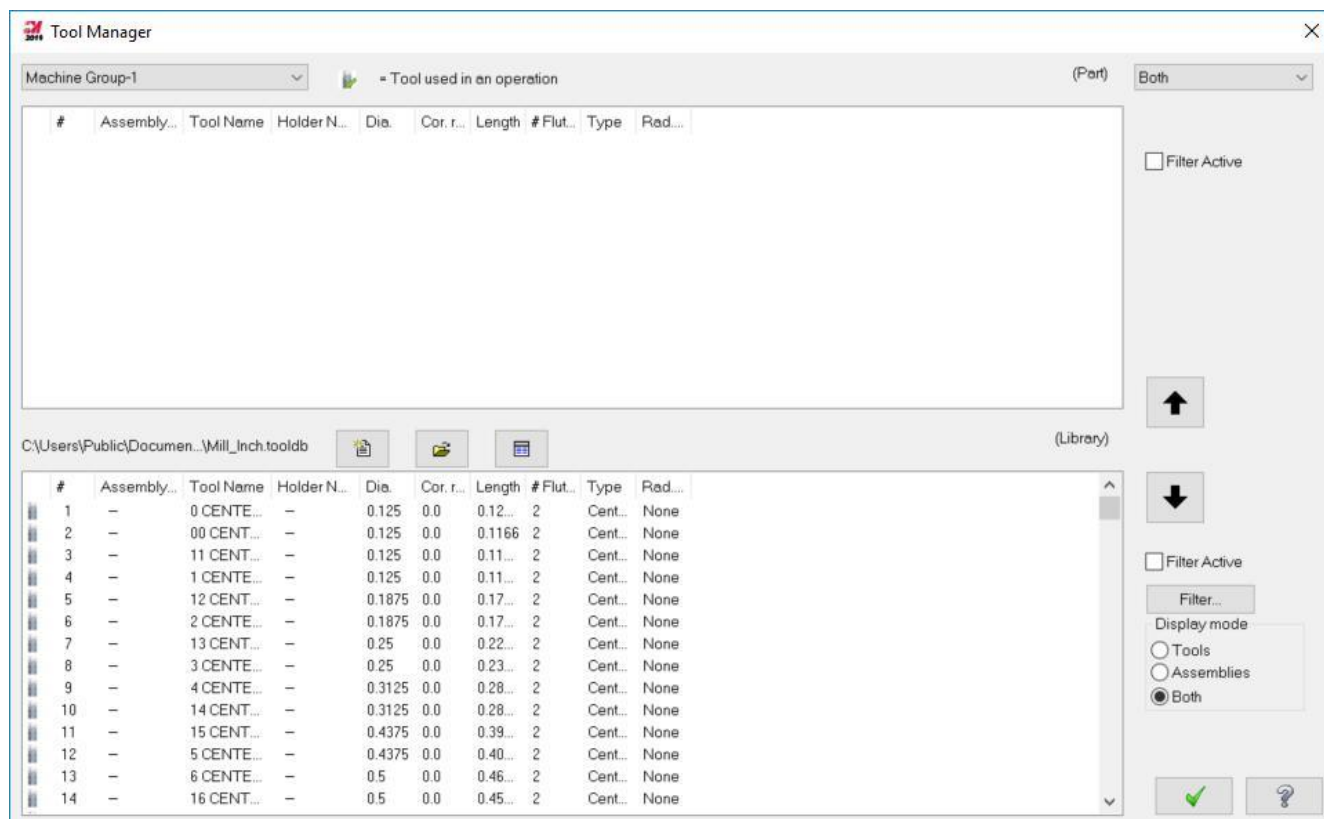 2019 Tool Manager
Machine Group-1
= Tool used in an operation
(Part)
Both
# Assembly... Tool Name Holder N... Dia. Cor. r... Length # Flut... Type Rad....
Filter Active
C:\Users\Public\Documen...\Mill_Inch.tooldb
(Library)
# Assembly... Tool Name Holder N... Dia. Cor. r... Length # Flut... Type Rad....
1 – 0 CENTE... – 0.125 0.0 0.12... 2 Cent... None
2 – 00 CENT... – 0.125 0.0 0.1166 2 Cent... None
3 – 11 CENT... – 0.125 0.0 0.11... 2 Cent... None
4 – 1 CENTE... – 0.125 0.0 0.11... 2 Cent... None
5 – 12 CENT... – 0.1875 0.0 0.17... 2 Cent... None
6 – 2 CENTE... – 0.1875 0.0 0.17... 2 Cent... None
7 – 13 CENT... – 0.25 0.0 0.22... 2 Cent... None
8 – 3 CENTE... – 0.25 0.0 0.23... 2 Cent... None
9 – 4 CENTE... – 0.3125 0.0 0.28... 2 Cent... None
10 – 14 CENT... – 0.3125 0.0 0.28... 2 Cent... None
11 – 15 CENT... – 0.4375 0.0 0.39... 2 Cent... None
12 – 5 CENTE... – 0.4375 0.0 0.40... 2 Cent... None
13 – 6 CENTE... – 0.5 0.0 0.46... 2 Cent... None
14 – 16 CENT... – 0.5 0.0 0.45... 2 Cent... None
Filter Active
Filter...
Display mode
Tools
Assemblies
Both